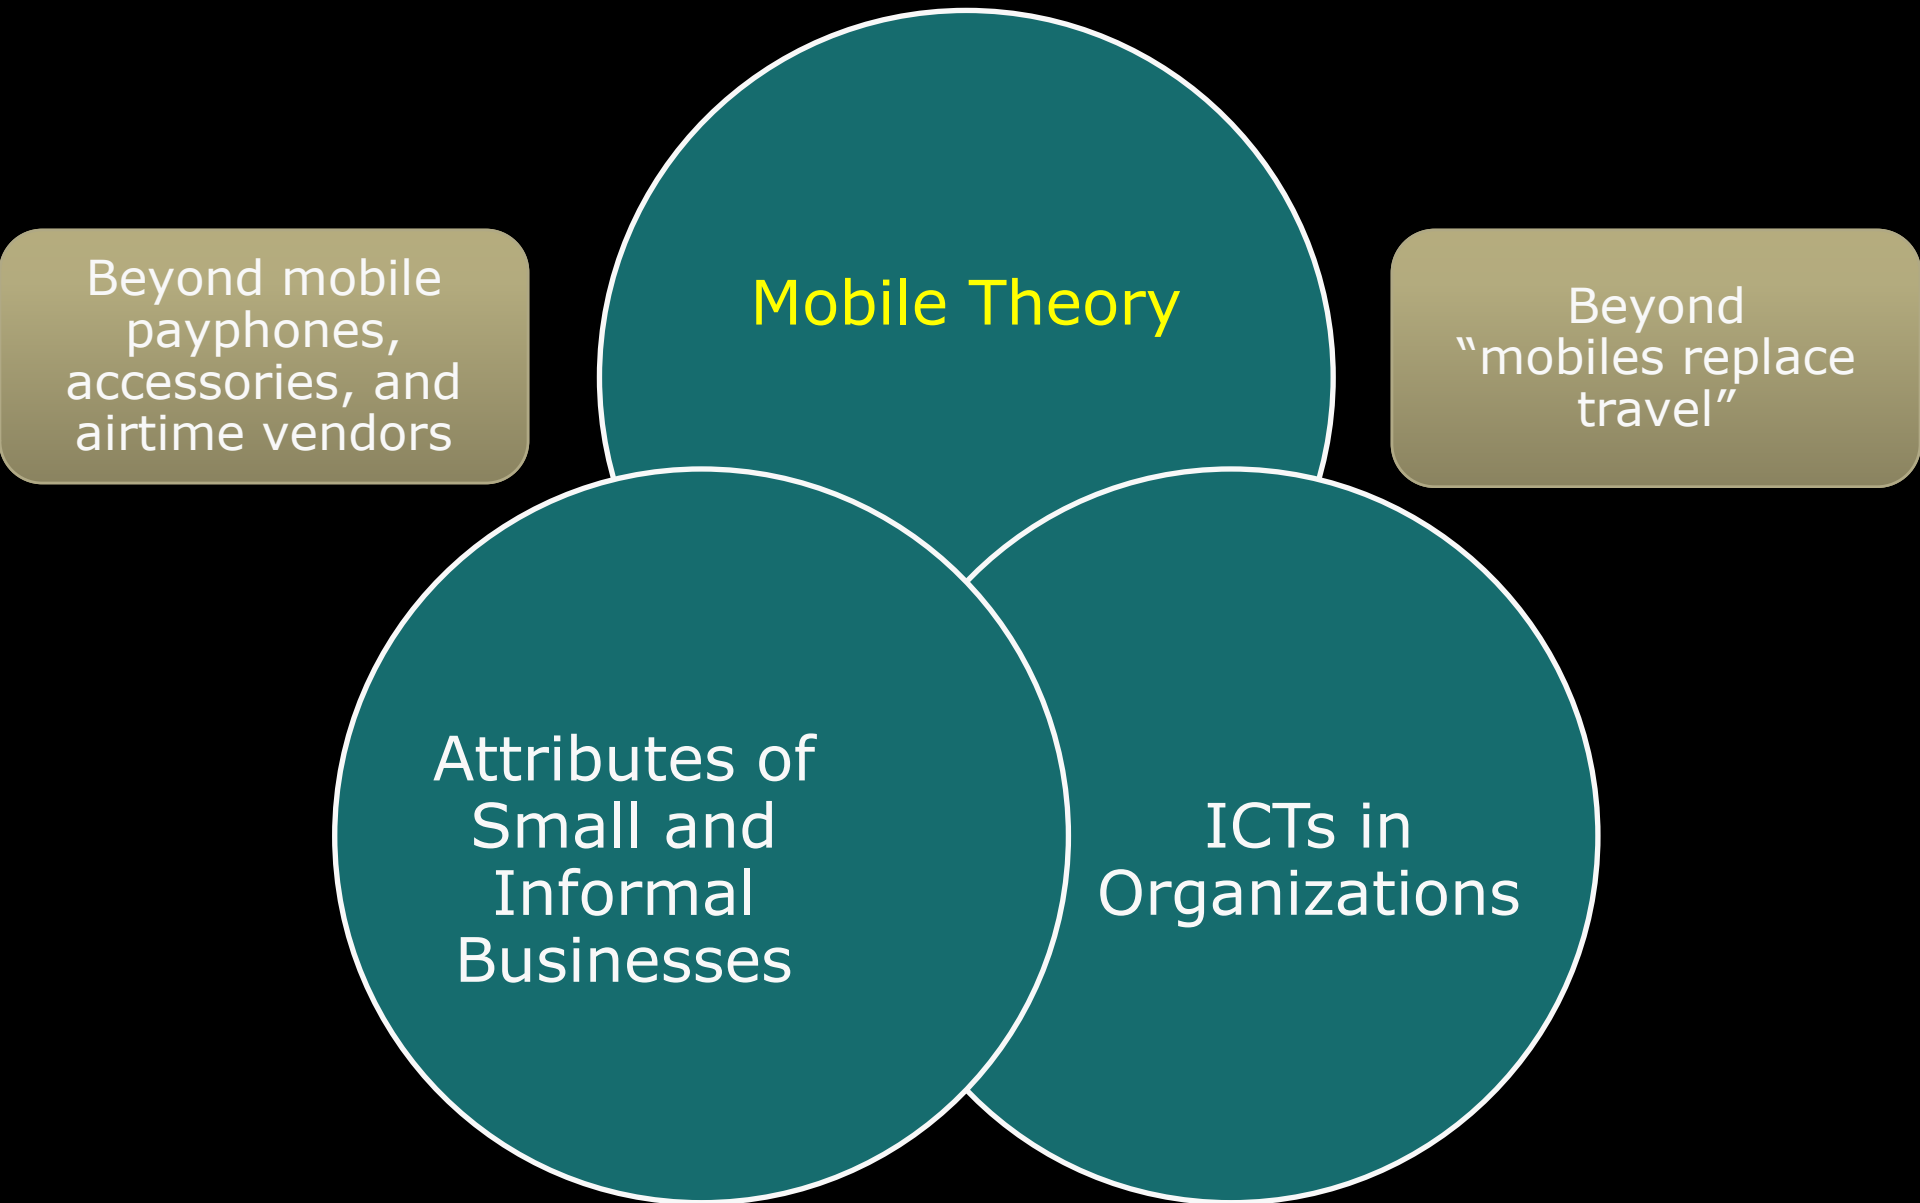 Mobile Theory
Beyond mobile
payphones,
accessories, and
airtime vendors
Beyond
“mobiles replace
travel”
Attributes of
Small and
Informal
Businesses
ICTs in
Organizations